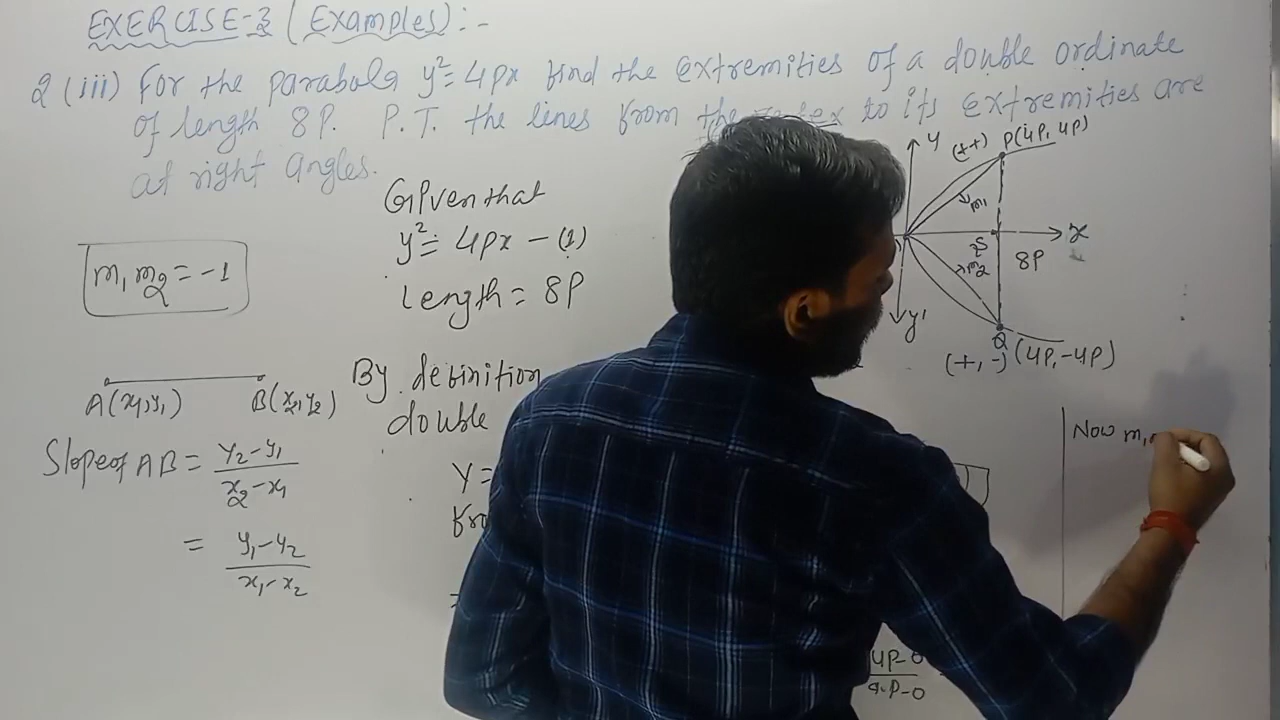 EXERCISE-3 (Examples):-
2 (iii) For the parabola y²=4px find the extremities of a double ordinate
of length 8P. P.T. the lines from the vertex to its extremities are
at right angles.
Given that
y²= 4px - (1)
Length = 8P
m₁m₂ = -1
A(x₁,y₁) B(x₂,y₂)
Slope of AB = y₂-y₁
x₂-x₁
= y₁-y₂
x₁-x₂
By definition
double
Y=
y
(++) P(4P, 4P)
m₁
S
x
m₂
8P
y'
Q
(+,-) (4P,-4P)
Now m₁
4P-0
4P-0